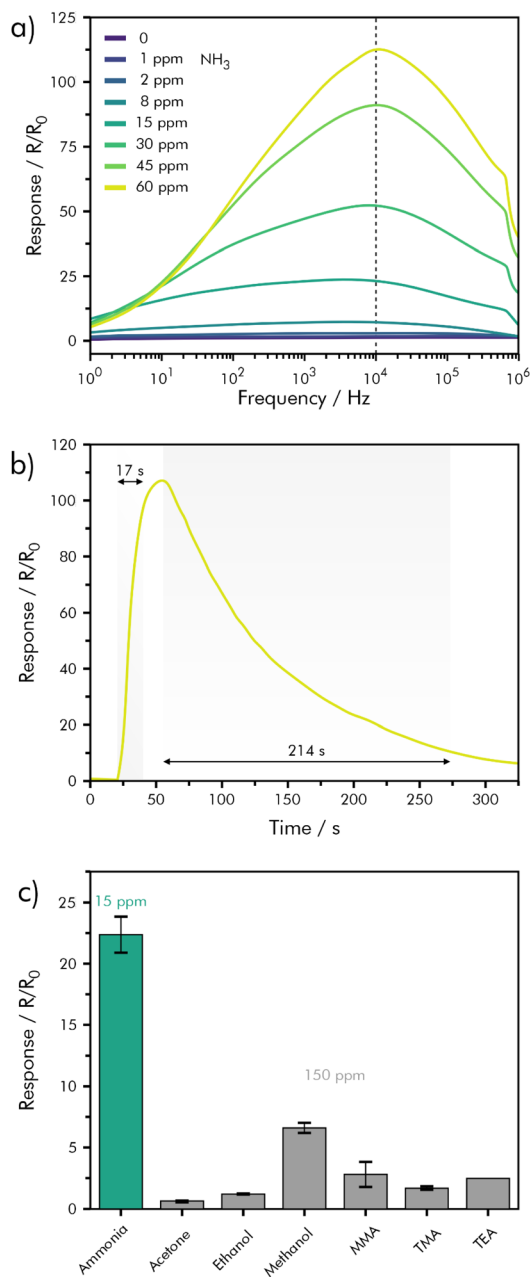 a)
Response / R/R0
125
100
75
50
25
0
0
1 ppm NH3
2 ppm
8 ppm
15 ppm
30 ppm
45 ppm
60 ppm
10^0 10^1 10^2 10^3 10^4 10^5 10^6
Frequency / Hz
b)
Response / R/R0
120
100
80
60
40
20
0
17 s
214 s
0 50 100 150 200 250 300
Time / s
c)
Response / R/R0
25
20
15
10
5
0
15 ppm
150 ppm
Ammonia Acetone Ethanol Methanol MMA TMA TEA